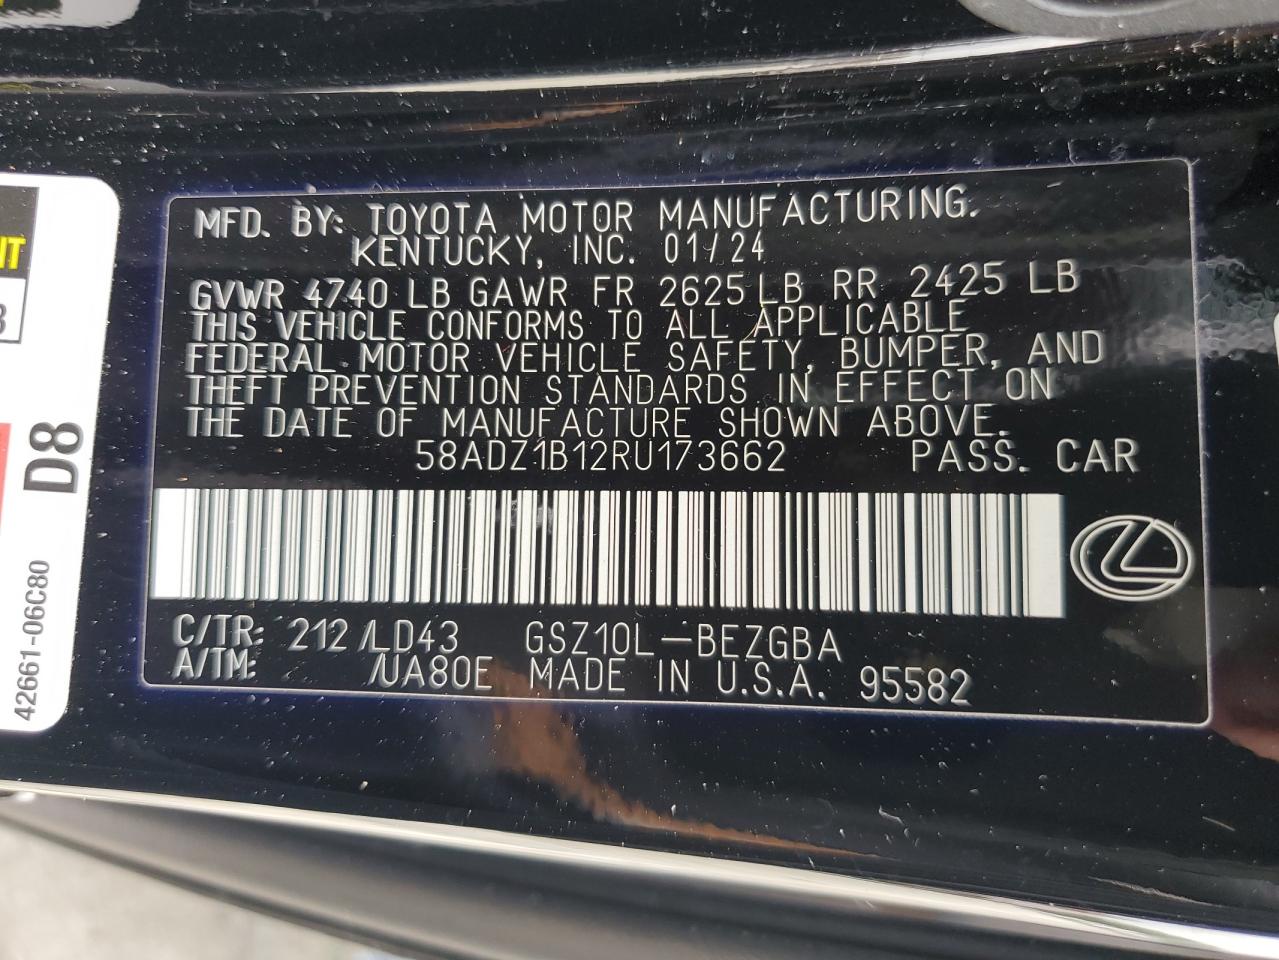 MFD. BY: TOYOTA MOTOR MANUFACTURING.
KENTUCKY, INC. 01/24
GVWR 4740 LB GAWR FR 2625 LB RR 2425 LB
THIS VEHICLE CONFORMS TO ALL APPLICABLE
FEDERAL MOTOR VEHICLE SAFETY, BUMPER, AND
THEFT PREVENTION STANDARDS IN EFFECT ON
THE DATE OF MANUFACTURE SHOWN ABOVE.
58ADZ1B12RU173662 PASS. CAR
C/TR: 212/LD43 GSZ10L-BEZGBA
A/TM: /UA80E MADE IN U.S.A. 95582
D8
42661-06C80